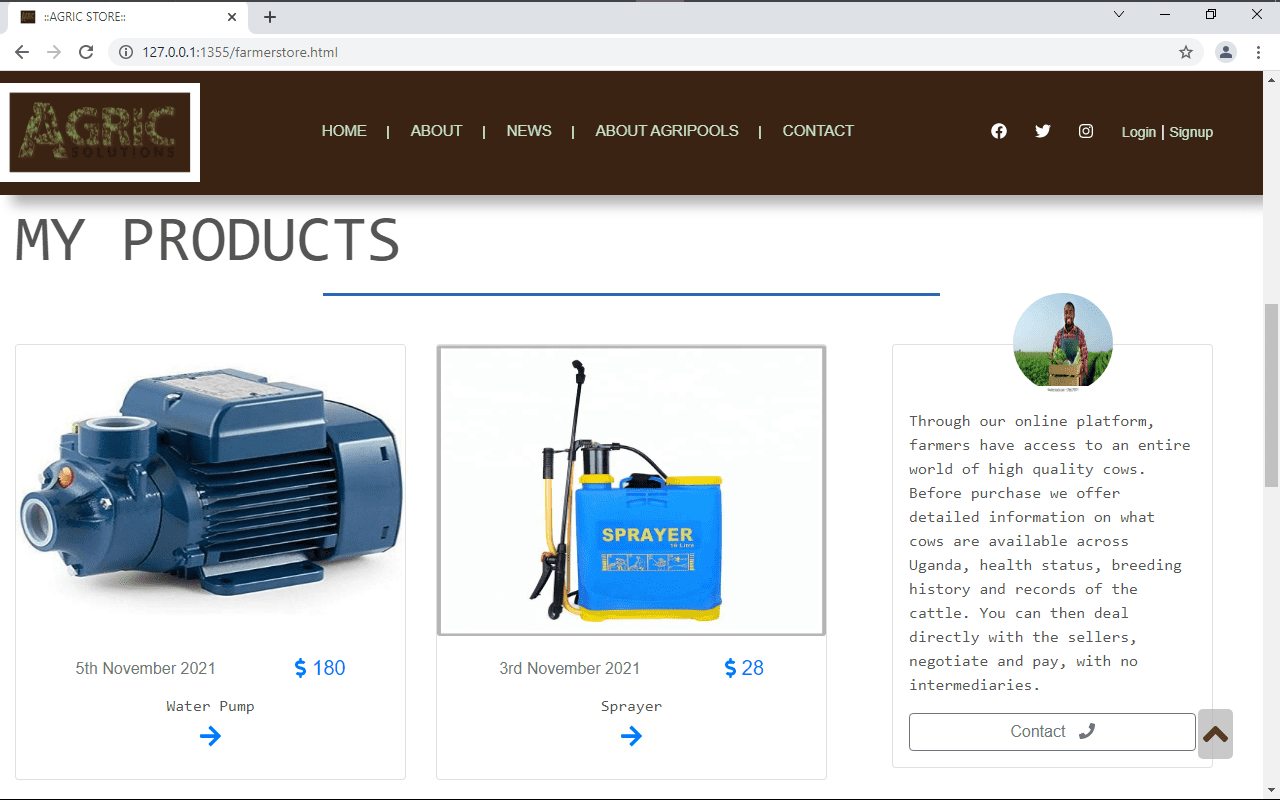 ::AGRIC STORE::
127.0.0.1:1355/farmerstore.html
AGRIC
SOLUTIONS
HOME | ABOUT | NEWS | ABOUT AGRIPOOLS | CONTACT
Login | Signup
MY PRODUCTS
SPRAYER
16 Litre
5th November 2021 $ 180
Water Pump
3rd November 2021 $ 28
Sprayer
Through our online platform,
farmers have access to an entire
world of high quality cows.
Before purchase we offer
detailed information on what
cows are available across
Uganda, health status, breeding
history and records of the
cattle. You can then deal
directly with the sellers,
negotiate and pay, with no
intermediaries.
Contact